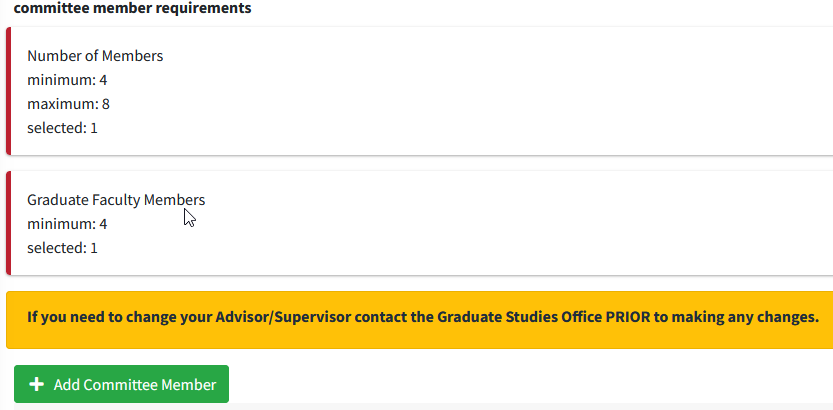 committee member requirements
Number of Members
minimum: 4
maximum: 8
selected: 1
Graduate Faculty Members
minimum: 4
selected: 1
If you need to change your Advisor/Supervisor contact the Graduate Studies Office PRIOR to making any changes.
+ Add Committee Member